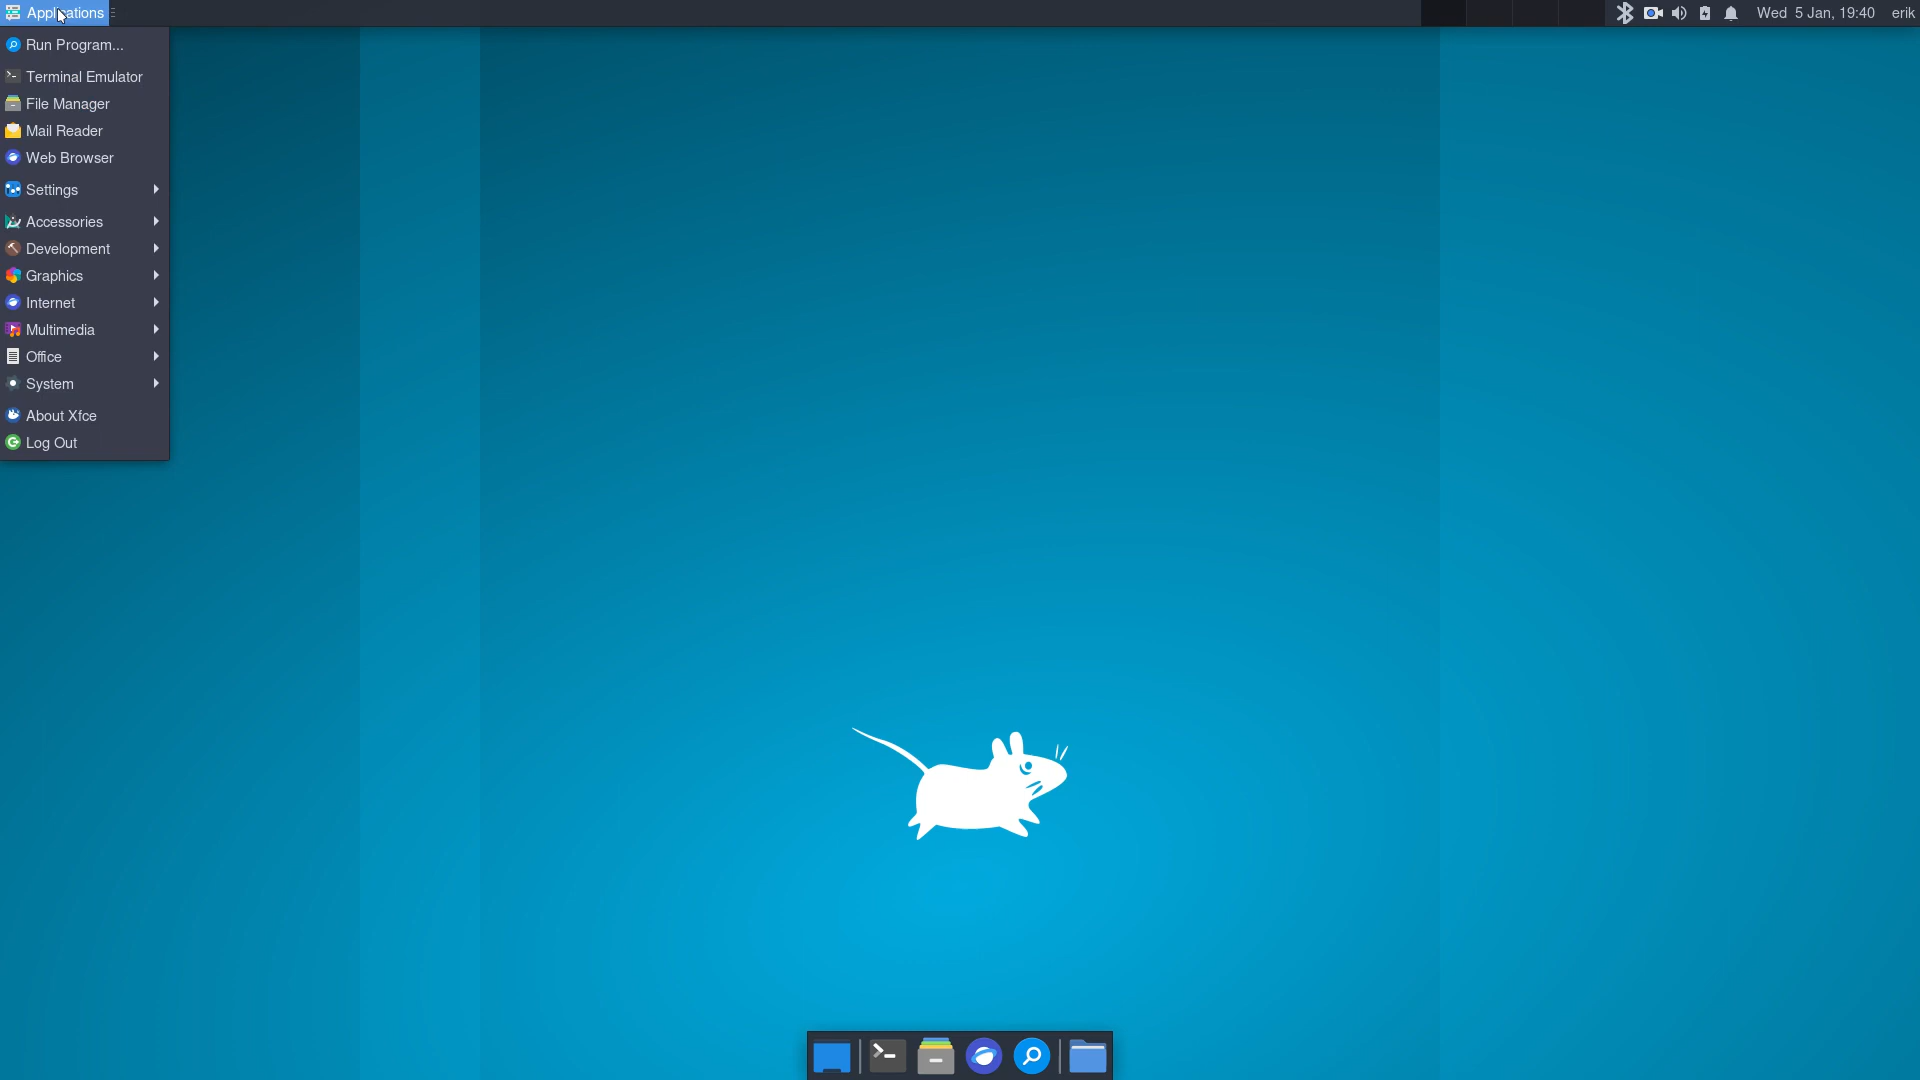 Applications
Wed 5 Jan, 19:40
erik
Run Program...
Terminal Emulator
File Manager
Mail Reader
Web Browser
Settings
Accessories
Development
Graphics
Internet
Multimedia
Office
System
About Xfce
Log Out